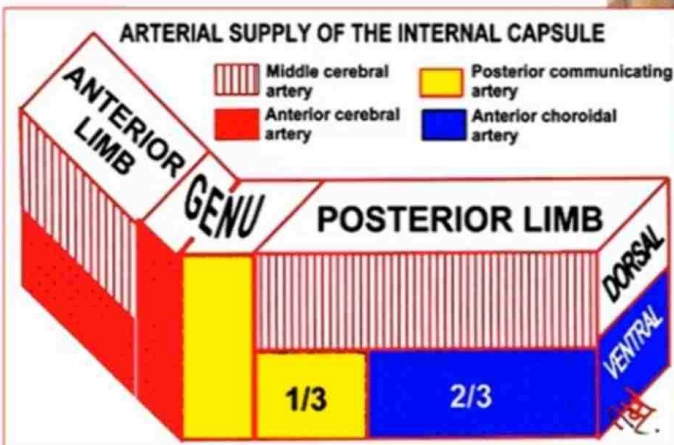 ARTERIAL SUPPLY OF THE INTERNAL CAPSULE
Middle cerebral
artery
Posterior communicating
artery
Anterior cerebral
artery
Anterior choroidal
artery
ANTERIOR
LIMB
GENU
POSTERIOR LIMB
DORSAL
VENTRAL
1/3
2/3